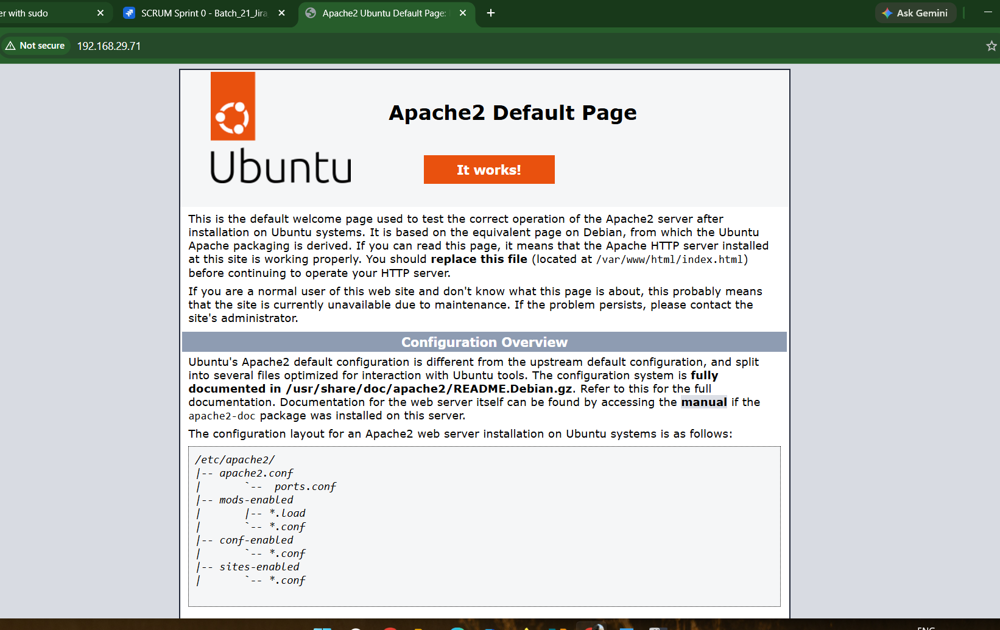 er with sudo
SCRUM Sprint 0 - Batch_21_Jira
Apache2 Ubuntu Default Page:
Ask Gemini
Not secure
192.168.29.71
Ubuntu
Apache2 Default Page
It works!
This is the default welcome page used to test the correct operation of the Apache2 server after
installation on Ubuntu systems. It is based on the equivalent page on Debian, from which the Ubuntu
Apache packaging is derived. If you can read this page, it means that the Apache HTTP server installed
at this site is working properly. You should replace this file (located at /var/www/html/index.html)
before continuing to operate your HTTP server.
If you are a normal user of this web site and don't know what this page is about, this probably means
that the site is currently unavailable due to maintenance. If the problem persists, please contact the
site's administrator.
Configuration Overview
Ubuntu's Apache2 default configuration is different from the upstream default configuration, and split
into several files optimized for interaction with Ubuntu tools. The configuration system is fully
documented in /usr/share/doc/apache2/README.Debian.gz. Refer to this for the full
documentation. Documentation for the web server itself can be found by accessing the manual if the
apache2-doc package was installed on this server.
The configuration layout for an Apache2 web server installation on Ubuntu systems is as follows:
/etc/apache2/
|-- apache2.conf
|       `--  ports.conf
|-- mods-enabled
|       |-- *.load
|       `-- *.conf
|-- conf-enabled
|       `-- *.conf
|-- sites-enabled
|       `-- *.conf
ENG